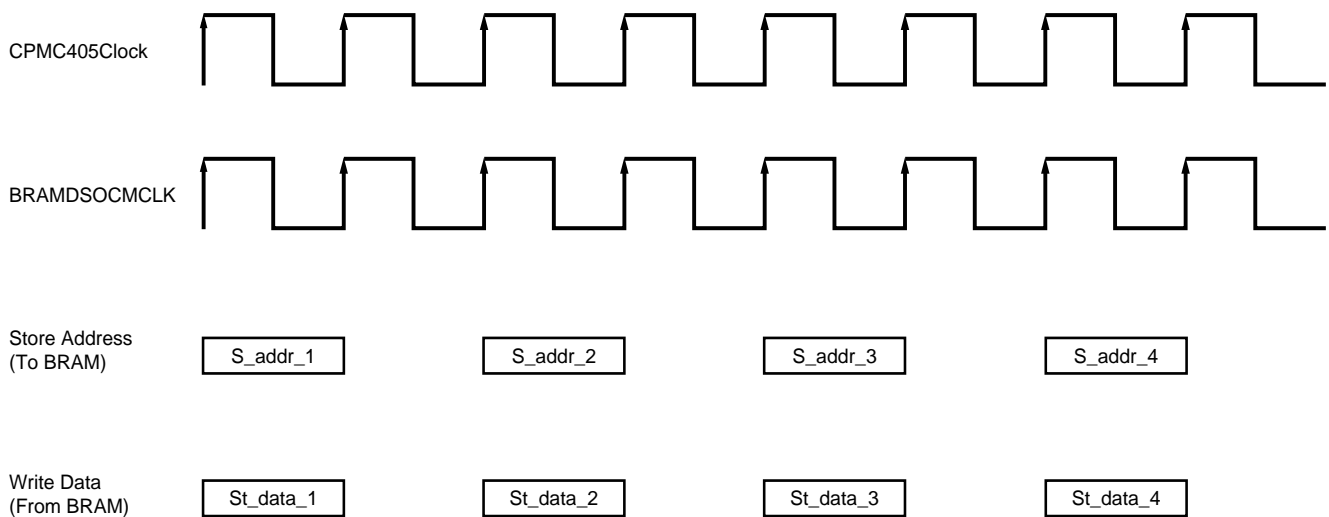 CPMC405Clock
BRAMDSOCMCLK
Store Address
(To BRAM)
S_addr_1
S_addr_2
S_addr_3
S_addr_4
Write Data
(From BRAM)
St_data_1
St_data_2
St_data_3
St_data_4